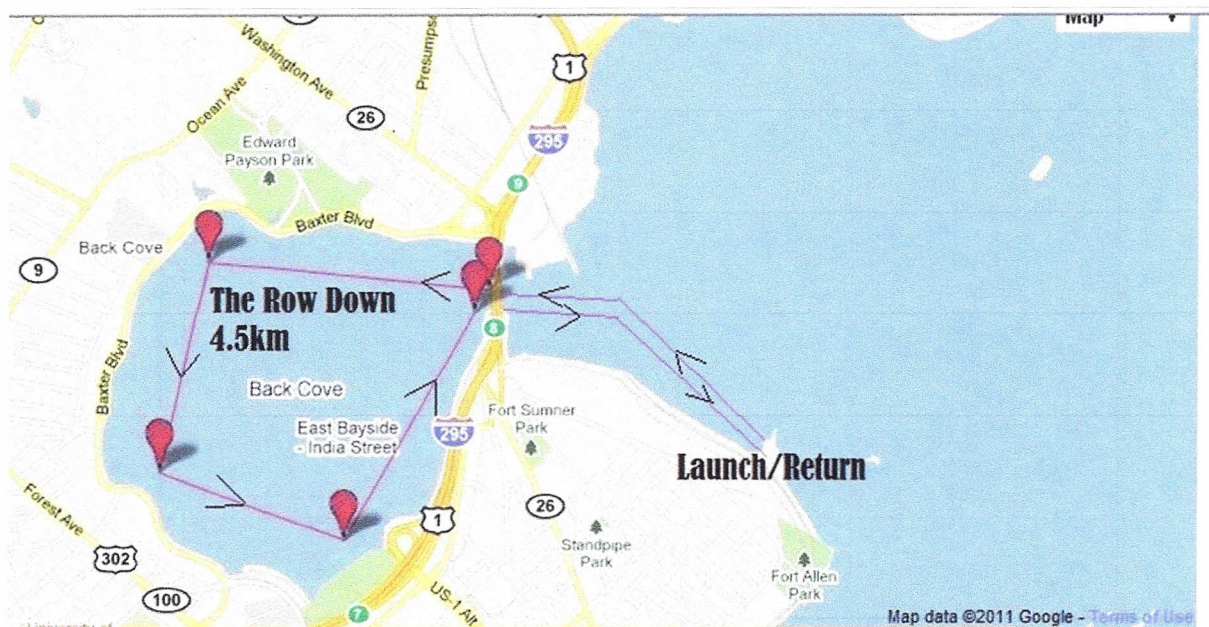 Map
Washington Ave
Presumpsc
1
26
Ocean Ave
295
Edward
Payson Park
9
Baxter Blvd
Back Cove
9
The Row Down
4.5km
8
Baxter Blvd
Back Cove
East Bayside
- India Street
295
Fort Sumner
Park
Launch/Return
Forest Ave
1
26
302
Standpipe
Park
Fort Allen
Park
100
US-1 Alt
7
Map data ©2011 Google - Terms of Use
University of